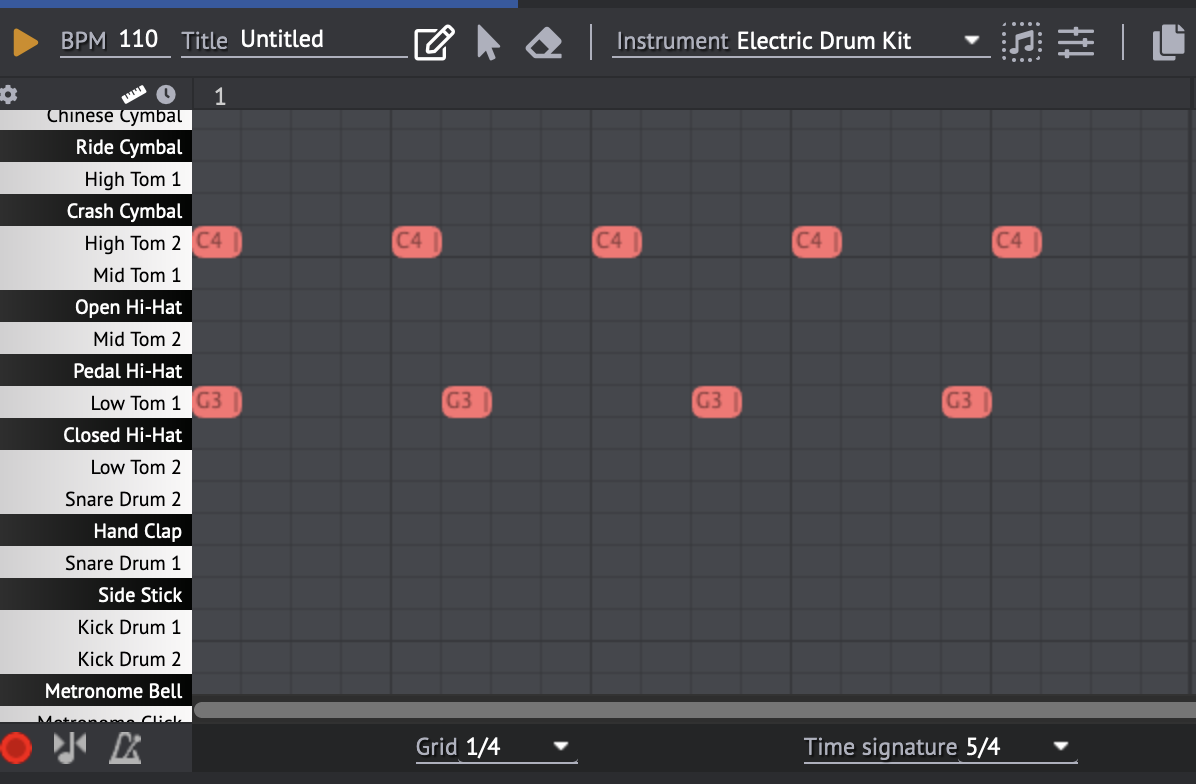 BPM 110 Title Untitled Instrument Electric Drum Kit
1
Chinese Cymbal
Ride Cymbal
High Tom 1
Crash Cymbal
High Tom 2 C4 C4 C4 C4 C4
Mid Tom 1
Open Hi-Hat
Mid Tom 2
Pedal Hi-Hat
Low Tom 1 G3 G3 G3 G3
Closed Hi-Hat
Low Tom 2
Snare Drum 2
Hand Clap
Snare Drum 1
Side Stick
Kick Drum 1
Kick Drum 2
Metronome Bell
Metronome Click
Grid 1/4 Time signature 5/4